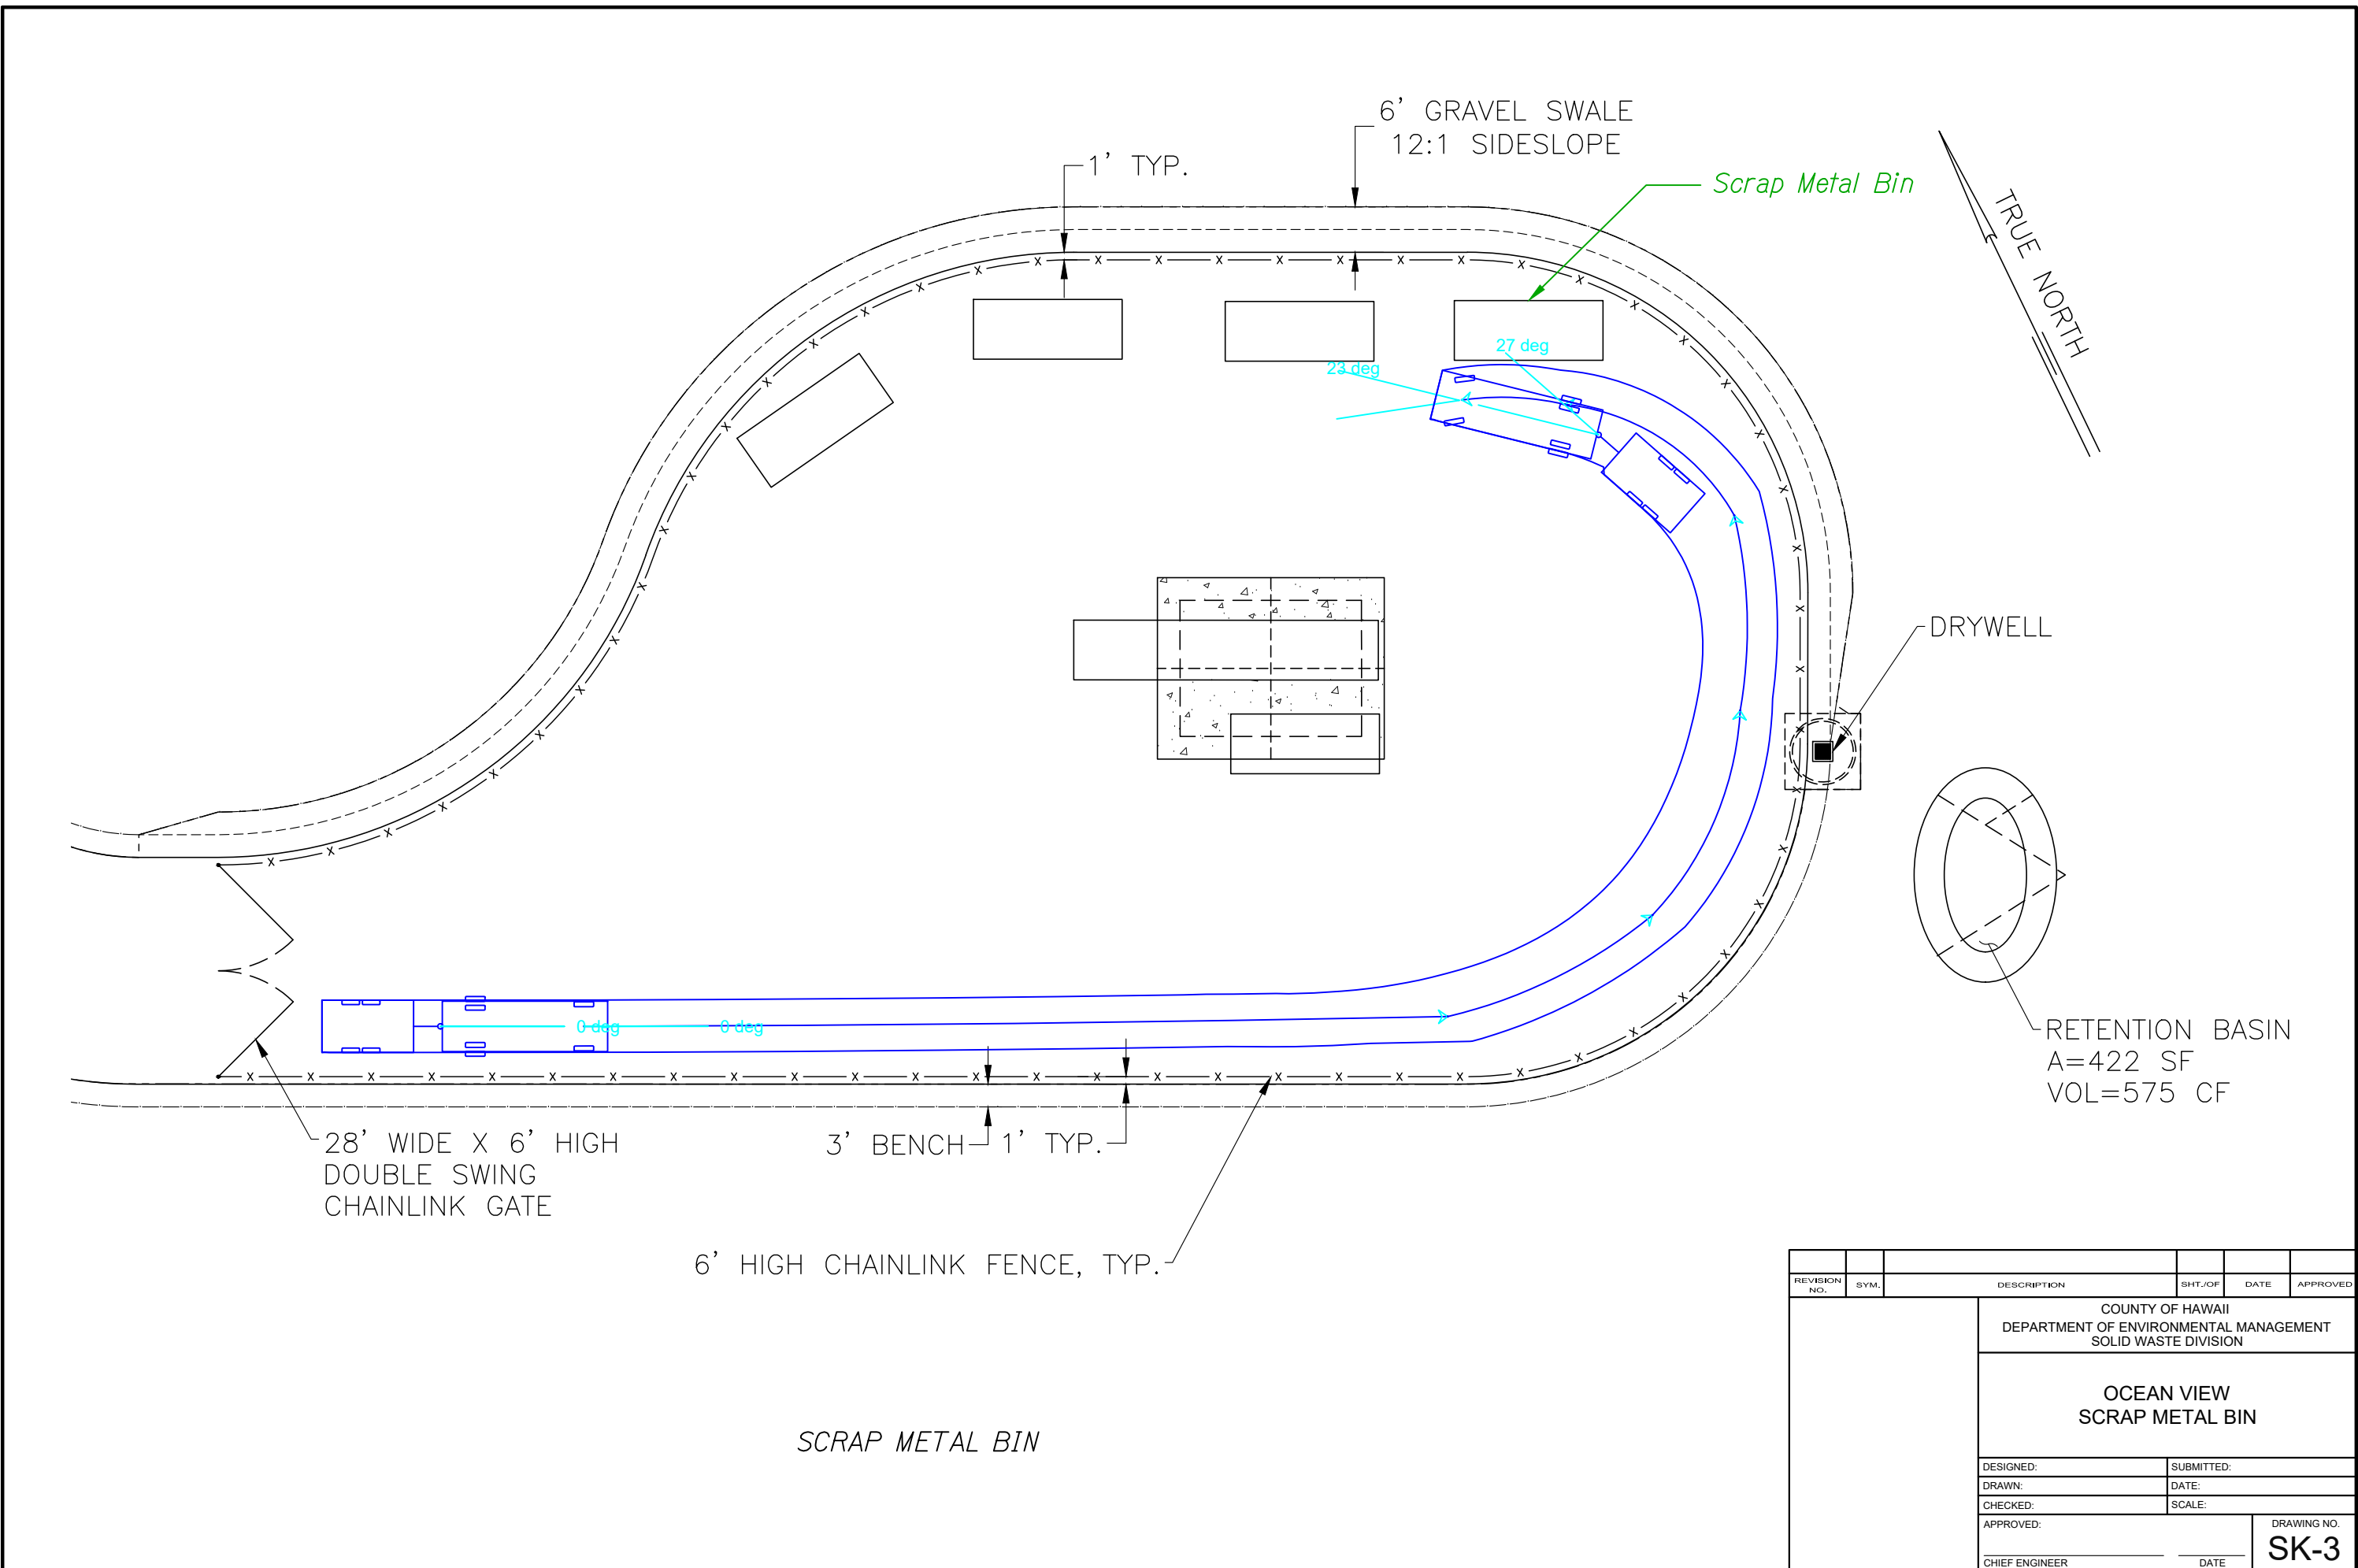 6' GRAVEL SWALE
12:1 SIDESLOPE
1' TYP.
Scrap Metal Bin
TRUE NORTH
27 deg
23 deg
DRYWELL
0 deg
0 deg
RETENTION BASIN
A=422 SF
VOL=575 CF
28' WIDE X 6' HIGH
DOUBLE SWING
CHAINLINK GATE
3' BENCH
1' TYP.
6' HIGH CHAINLINK FENCE, TYP.
SCRAP METAL BIN
REVISION NO.
SYM.
DESCRIPTION
SHT./OF
DATE
APPROVED
COUNTY OF HAWAII
DEPARTMENT OF ENVIRONMENTAL MANAGEMENT
SOLID WASTE DIVISION
OCEAN VIEW
SCRAP METAL BIN
DESIGNED:
SUBMITTED:
DRAWN:
DATE:
CHECKED:
SCALE:
APPROVED:
DRAWING NO.
SK-3
CHIEF ENGINEER
DATE